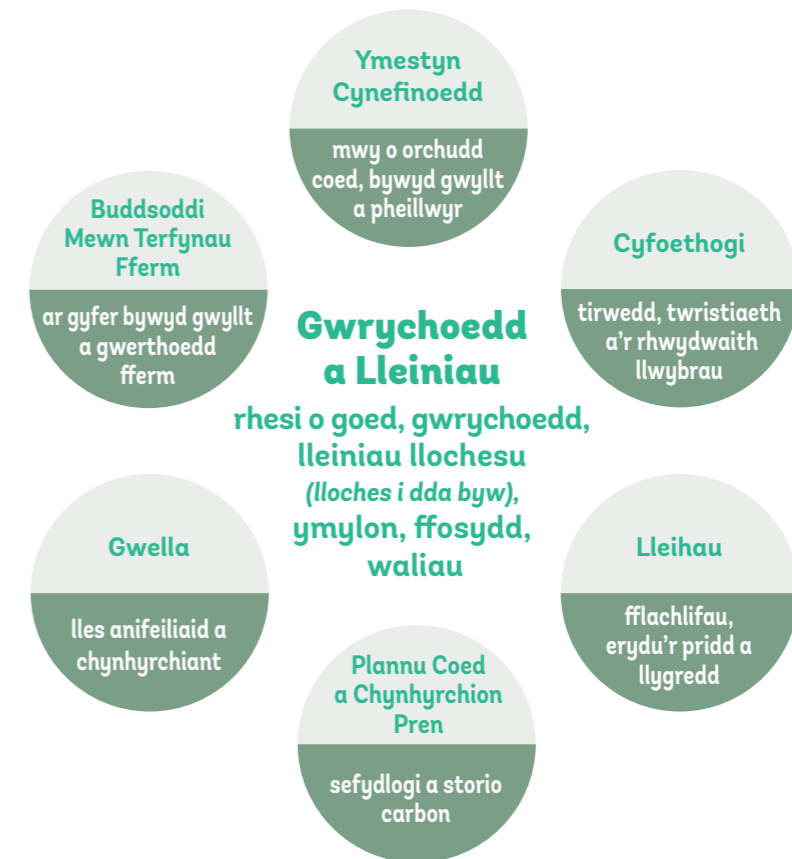 Ymestyn
Cynefinoedd
mwy o orchudd
coed, bywyd gwyllt
a pheillwyr
Buddsoddi
Mewn Terfynau
Fferm
ar gyfer bywyd gwyllt
a gwerthoedd
fferm
Cyfoethogi
tirwedd, twristiaeth
a'r rhwydwaith
llwybrau
Gwrychoedd
a Lleiniau
rhesi o goed, gwrychoedd,
lleiniau llochesu
(lloches i dda byw),
ymylon, ffosydd,
waliau
Gwella
lles anifeiliaid a
chynhyrchiant
Lleihau
fflachlifau,
erydu'r pridd a
llygredd
Plannu Coed
a Chynhyrchion
Pren
sefydlogi a storio
carbon